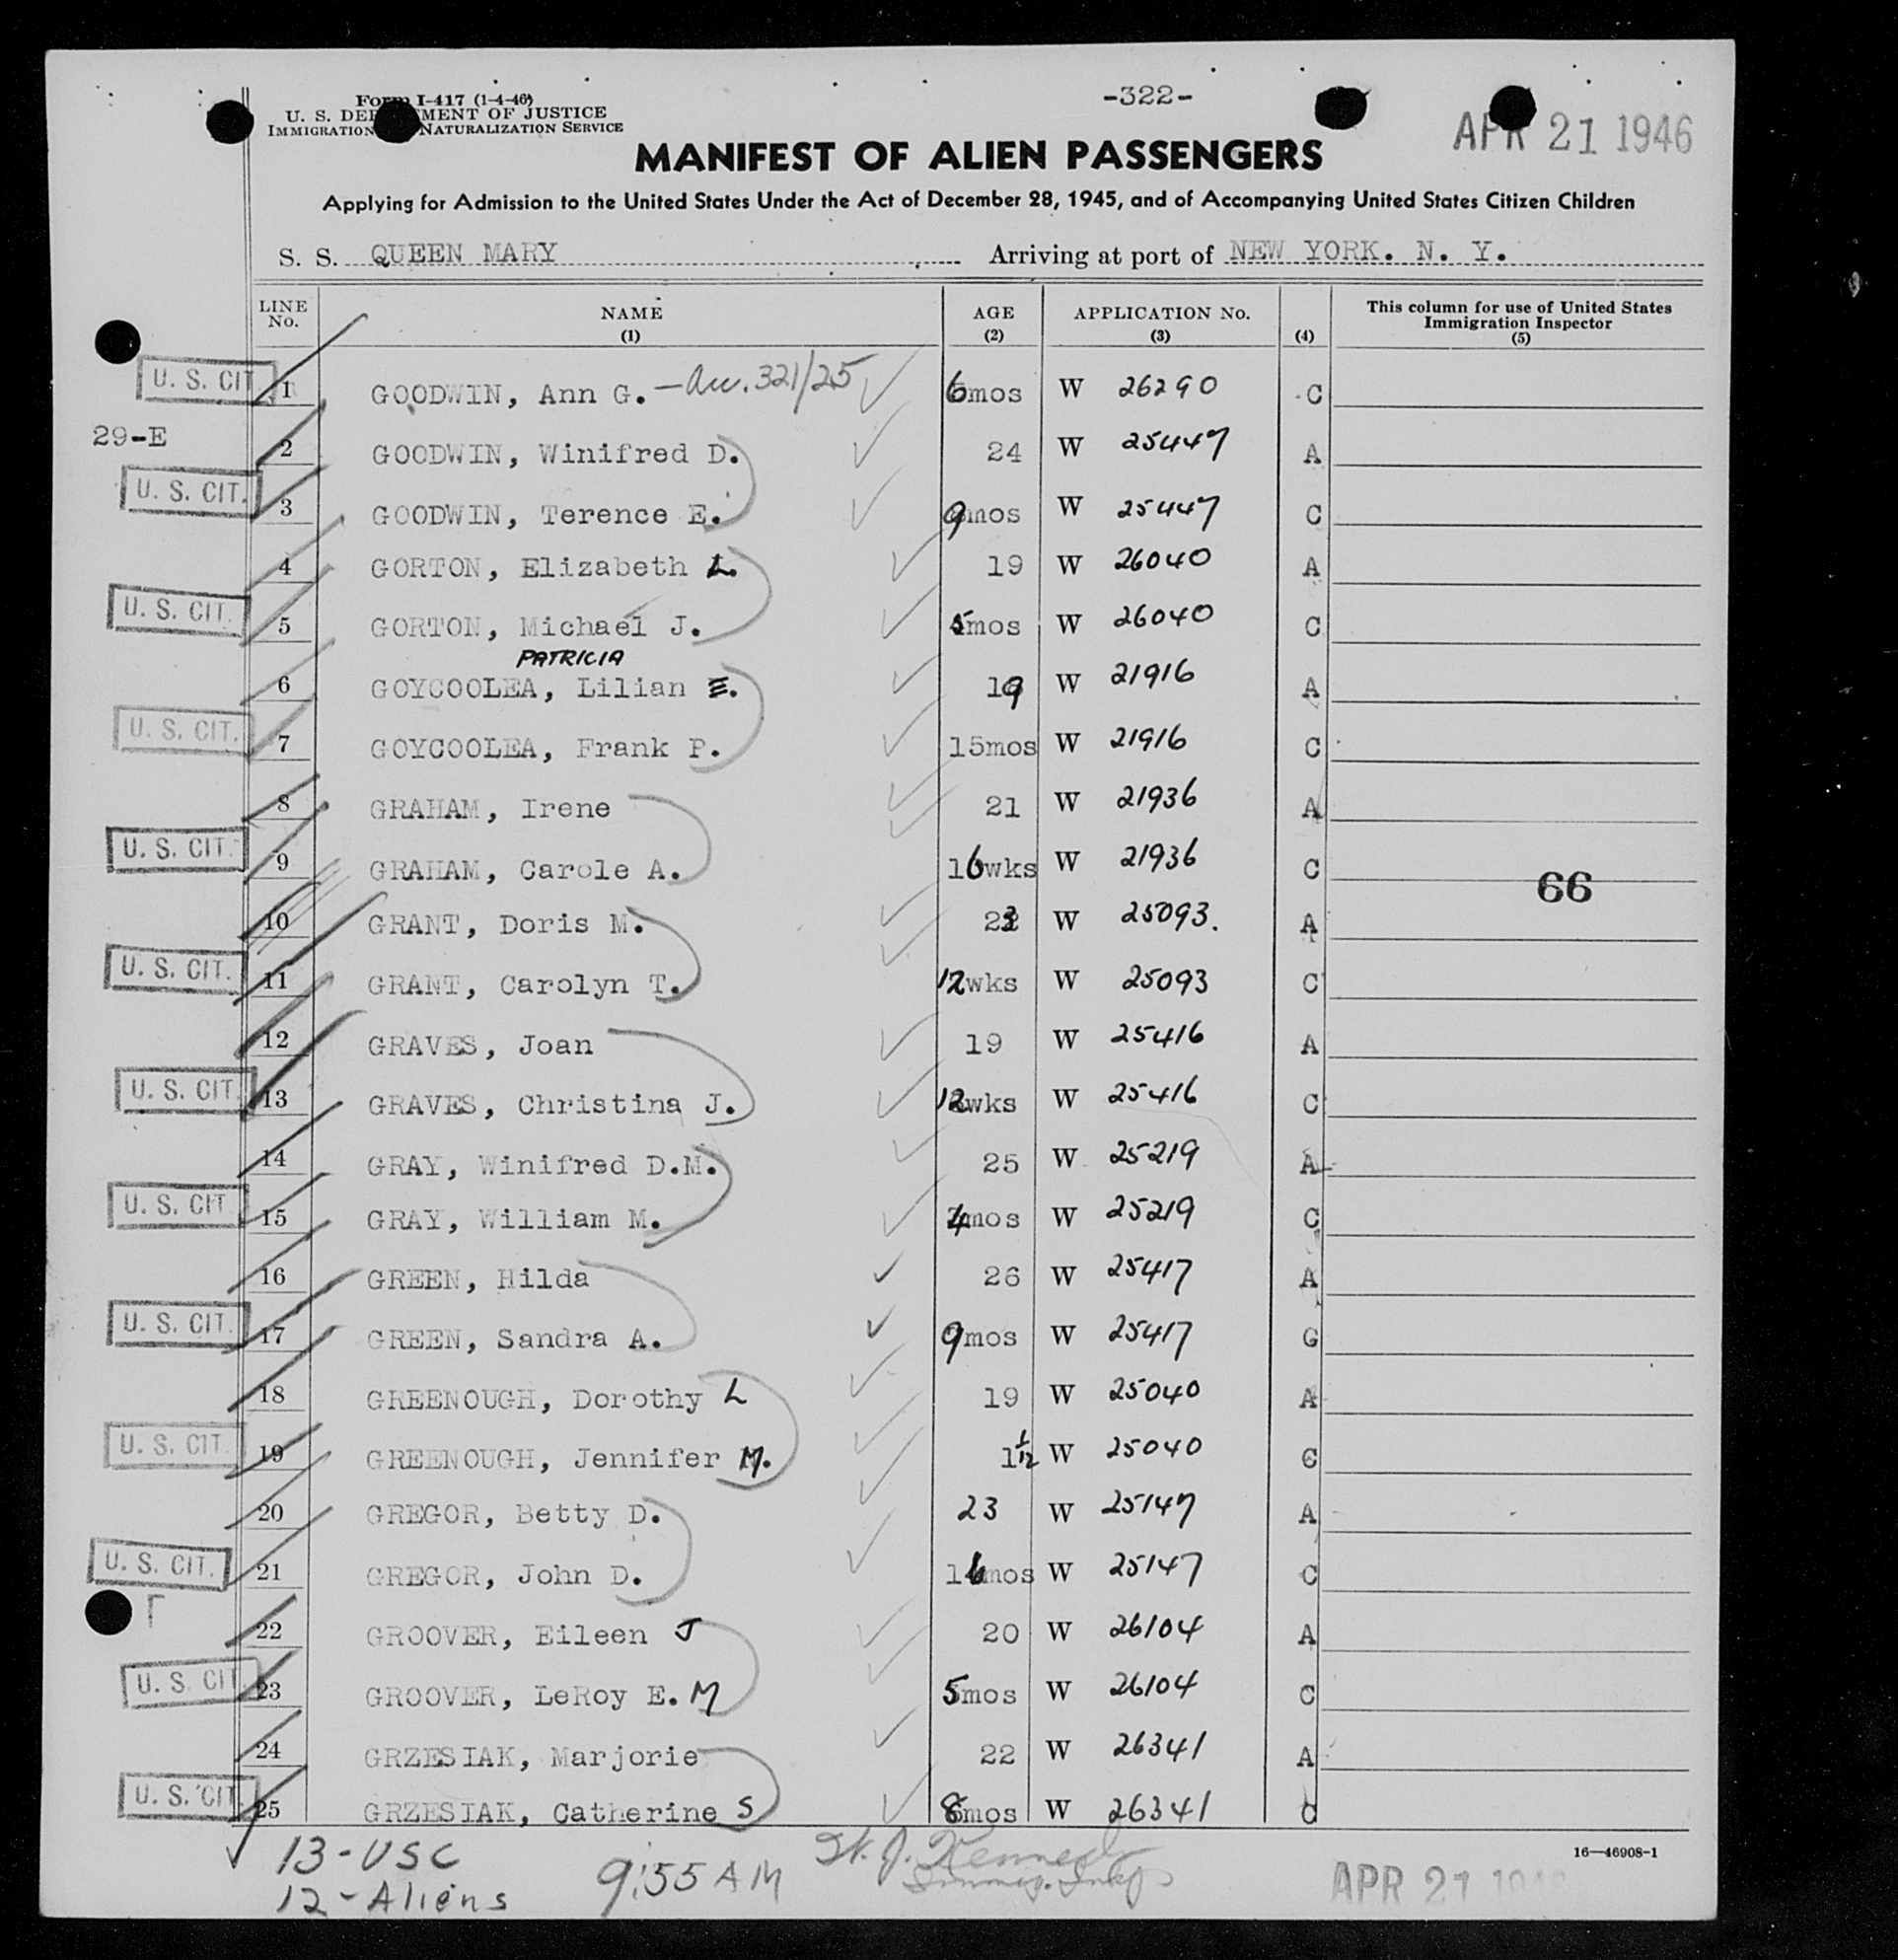 Form I-417 (1-4-46)
U. S. DEPARTMENT OF JUSTICE
IMMIGRATION NATURALIZATION SERVICE
-322-
APR 21 1946
MANIFEST OF ALIEN PASSENGERS
Applying for Admission to the United States Under the Act of December 28, 1945, and of Accompanying United States Citizen Children
S. S. QUEEN MARY Arriving at port of NEW YORK. N. Y.
LINE No. NAME (1) AGE (2) APPLICATION No. (3) (4) This column for use of United States Immigration Inspector (5)
U. S. CIT 1 GOODWIN, Ann G. - 321/25 6mos W 26290 C
29-E
2 GOODWIN, Winifred D. 24 W 25447 A
U. S. CIT. 3 GOODWIN, Terence E. 9mos W 25447 C
4 GORTON, Elizabeth L. 19 W 26040 A
U. S. CIT. 5 GORTON, Michael J. 5mos W 26040 C
PATRICIA
6 GOYCOOLEA, Lilian E. 19 W 21916 A
U. S. CIT. 7 GOYCOOLEA, Frank P. 15mos W 21916 C
8 GRAHAM, Irene 21 W 21936 A
U. S. CIT. 9 GRAHAM, Carole A. 16wks W 21936 C
66
10 GRANT, Doris M. 23 W 25093. A
U. S. CIT. 11 GRANT, Carolyn T. 12wks W 25093 C
12 GRAVES, Joan 19 W 25416 A
U. S. CIT. 13 GRAVES, Christina J. 12wks W 25416 C
14 GRAY, Winifred D.M. 25 W 25219 A
U. S. CIT 15 GRAY, William M. 4mos W 25219 C
16 GREEN, Hilda 26 W 25417 A
U. S. CIT. 17 GREEN, Sandra A. 9mos W 25417 C
18 GREENOUGH, Dorothy L 19 W 25040 A
U. S. CIT. 19 GREENOUGH, Jennifer M. 1 1/12 W 25040 C
20 GREGOR, Betty D. 23 W 25147 A
U. S. CIT. 21 GREGOR, John D. 16mos W 25147 C
22 GROOVER, Eileen J 20 W 26104 A
U. S. CIT 23 GROOVER, LeRoy E. M 5mos W 26104 C
24 GRZESIAK, Marjorie 22 W 26341 A
U. S. CIT. 25 GRZESIAK, Catherine S 8mos W 26341 C
13-USC
12-Aliens
9:55 AM
Kennedy
16—46908-1
APR 21